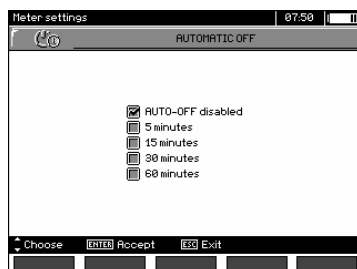 Meter settings 07:50
AUTOMATIC OFF
AUTO-OFF disabled
5 minutes
15 minutes
30 minutes
60 minutes
Choose ENTER Accept ESC Exit